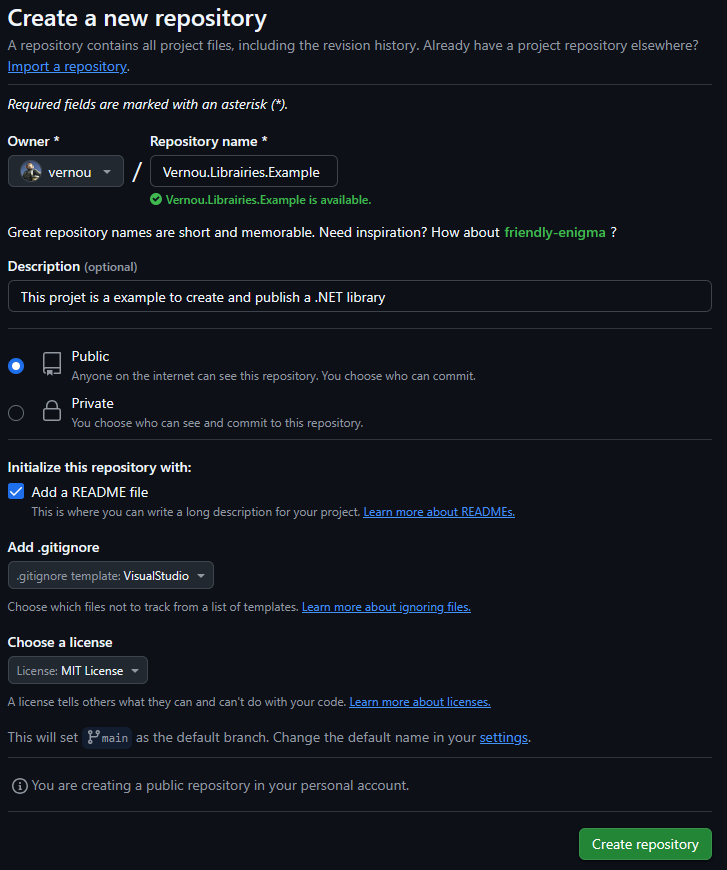 Create a new repository
A repository contains all project files, including the revision history. Already have a project repository elsewhere?
Import a repository.
Required fields are marked with an asterisk (*).
Owner * Repository name *
vernou / Vernou.Librairies.Example
Vernou.Librairies.Example is available.
Great repository names are short and memorable. Need inspiration? How about friendly-enigma ?
Description (optional)
This projet is a example to create and publish a .NET library
Public
Anyone on the internet can see this repository. You choose who can commit.
Private
You choose who can see and commit to this repository.
Initialize this repository with:
Add a README file
This is where you can write a long description for your project. Learn more about READMEs.
Add .gitignore
.gitignore template: VisualStudio
Choose which files not to track from a list of templates. Learn more about ignoring files.
Choose a license
License: MIT License
A license tells others what they can and can't do with your code. Learn more about licenses.
This will set main as the default branch. Change the default name in your settings.
You are creating a public repository in your personal account.
Create repository